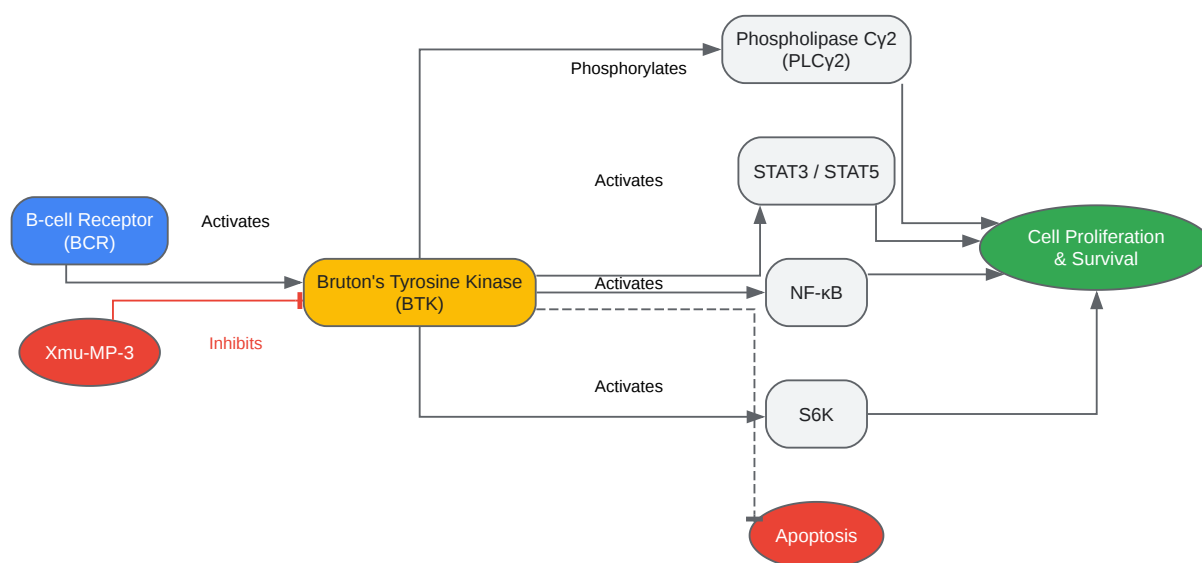 Phospholipase Cγ2
(PLCγ2)
Phosphorylates
STAT3 / STAT5
Activates
B-cell Receptor
(BCR)
Activates
Cell Proliferation
& Survival
Bruton's Tyrosine Kinase
(BTK)
Activates
NF-κB
Xmu-MP-3
Inhibits
Activates
S6K
Apoptosis